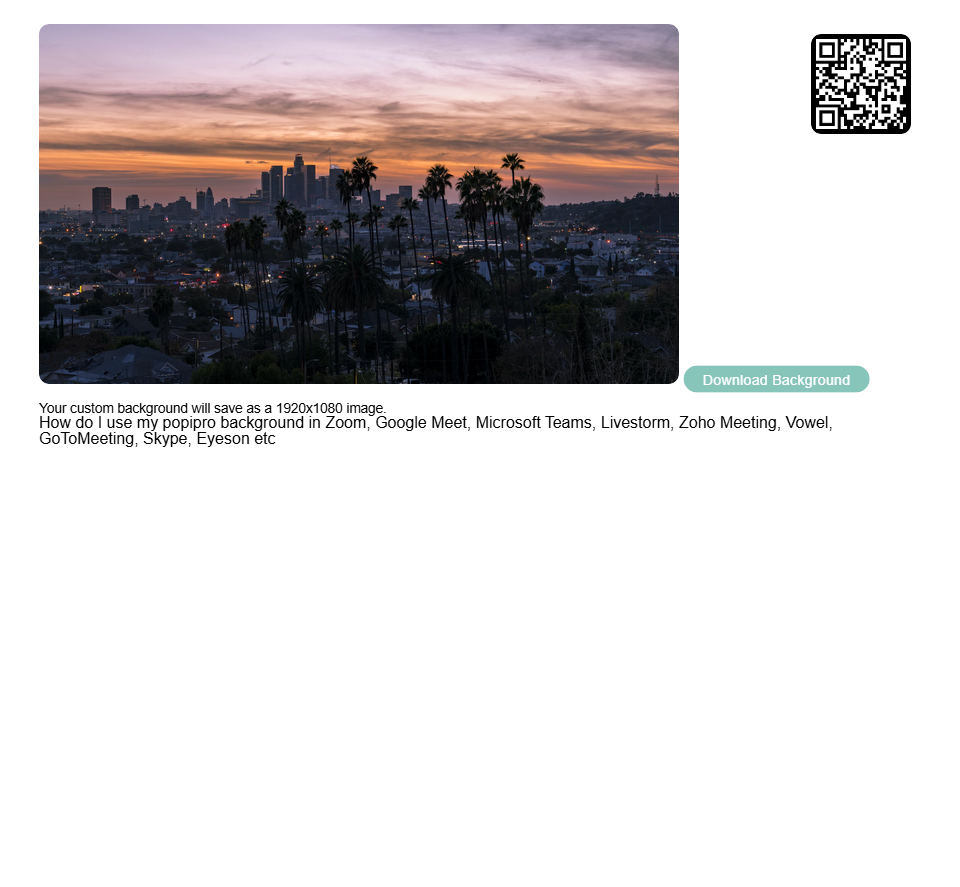 Download Background
Your custom background will save as a 1920x1080 image.
How do I use my popipro background in Zoom, Google Meet, Microsoft Teams, Livestorm, Zoho Meeting, Vowel,
GoToMeeting, Skype, Eyeson etc